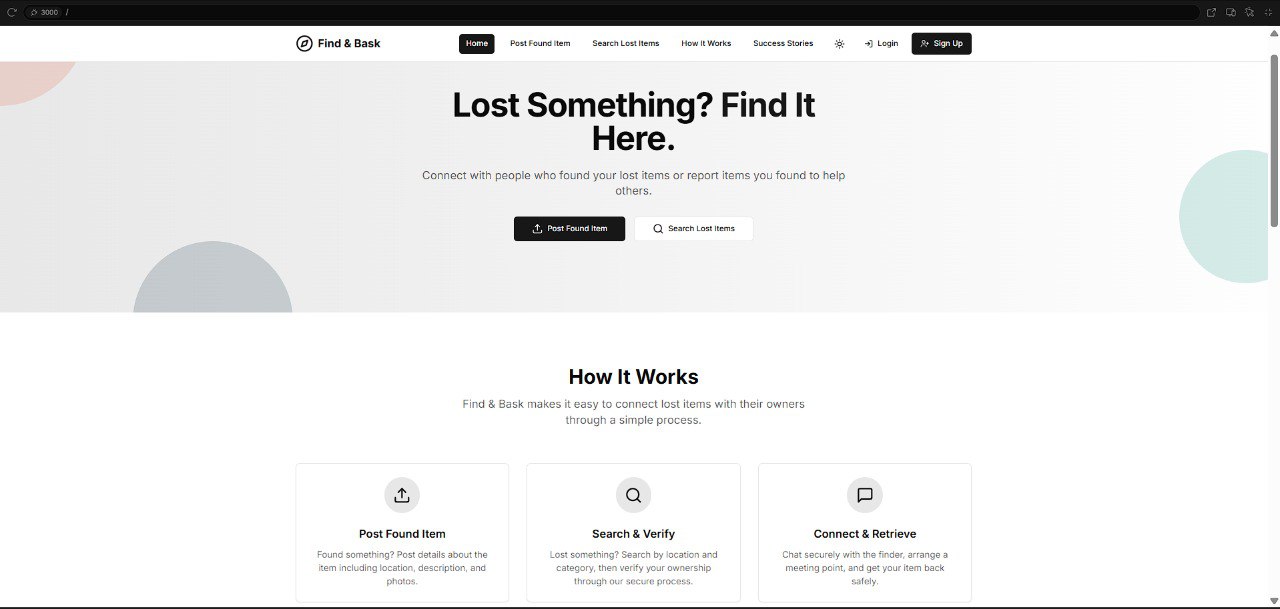 3000 /
Find & Bask
Home Post Found Item Search Lost Items How It Works Success Stories Login Sign Up
Lost Something? Find It
Here.
Connect with people who found your lost items or report items you found to help
others.
Post Found Item Search Lost Items
How It Works
Find & Bask makes it easy to connect lost items with their owners
through a simple process.
Post Found Item
Found something? Post details about the
item including location, description, and
photos.
Search & Verify
Lost something? Search by location and
category, then verify your ownership
through our secure process.
Connect & Retrieve
Chat securely with the finder, arrange a
meeting point, and get your item back
safely.